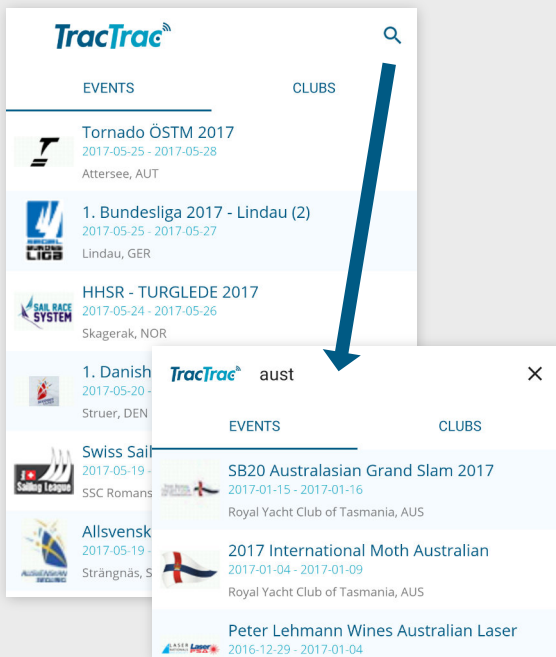 TracTrac
EVENTS CLUBS
Tornado ÖSTM 2017
2017-05-25 - 2017-05-28
Attersee, AUT
1. Bundesliga 2017 - Lindau (2)
2017-05-25 - 2017-05-27
Lindau, GER
HHSR - TURGLEDE 2017
2017-05-24 - 2017-05-26
Skagerak, NOR
SAIL RACE
SYSTEM
1. Danish
2017-05-20 -
Struer, DEN
Swiss Sail
2017-05-19 -
SSC Romans
Sailing League
Allsvensk
2017-05-19 -
Strängnäs, S
TracTrac aust
EVENTS CLUBS
SB20 Australasian Grand Slam 2017
2017-01-15 - 2017-01-16
Royal Yacht Club of Tasmania, AUS
2017 International Moth Australian
2017-01-04 - 2017-01-09
Royal Yacht Club of Tasmania, AUS
Peter Lehmann Wines Australian Laser
2016-12-29 - 2017-01-04